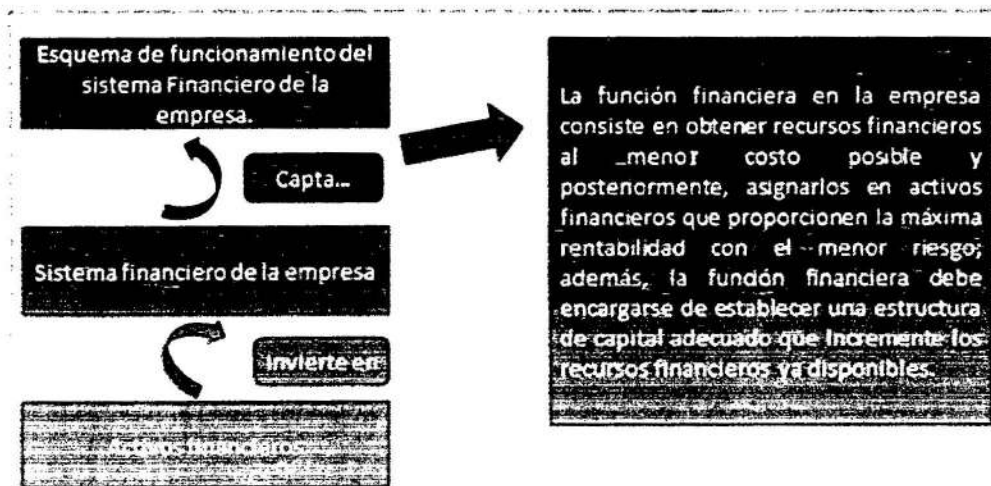 Esquema de funcionamiento del
sistema Financiero de la
empresa.
Capta...
Sistema financiero de la empresa
Invierte en
Activos financieros
La función financiera en la empresa
consiste en obtener recursos financieros
al menor costo posible y
posteriormente, asignarlos en activos
financieros que proporcionen la máxima
rentabilidad con el menor riesgo;
además, la función financiera debe
encargarse de establecer una estructura
de capital adecuado que incremente los
recursos financieros ya disponibles.